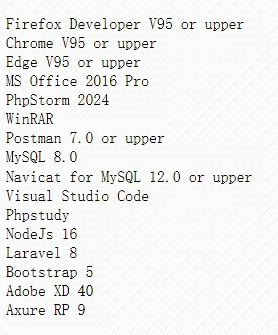 Firefox Developer V95 or upper
Chrome V95 or upper
Edge V95 or upper
MS Office 2016 Pro
PhpStorm 2024
WinRAR
Postman 7.0 or upper
MySQL 8.0
Navicat for MySQL 12.0 or upper
Visual Studio Code
Phpstudy
NodeJs 16
Laravel 8
Bootstrap 5
Adobe XD 40
Axure RP 9